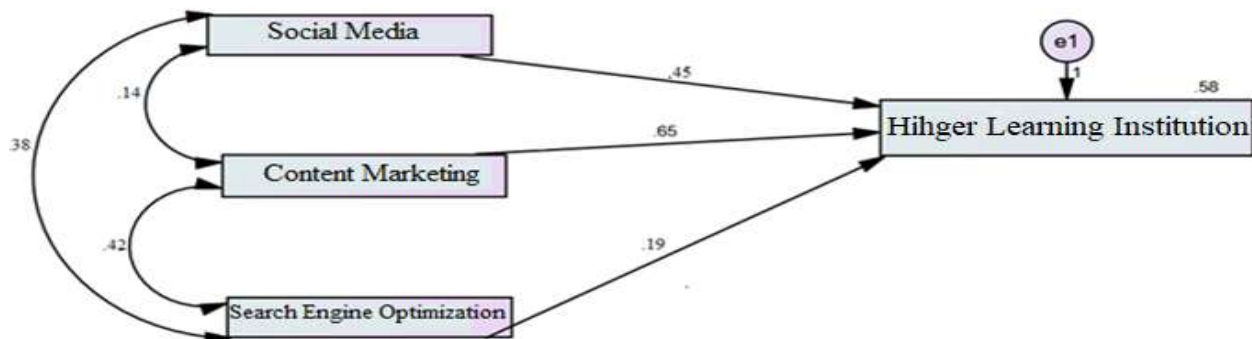 Social Media
e1
1
.58
.45
.14
Hihger Learning Institution
.65
.38
Content Marketing
.42
.19
Search Engine Optimization